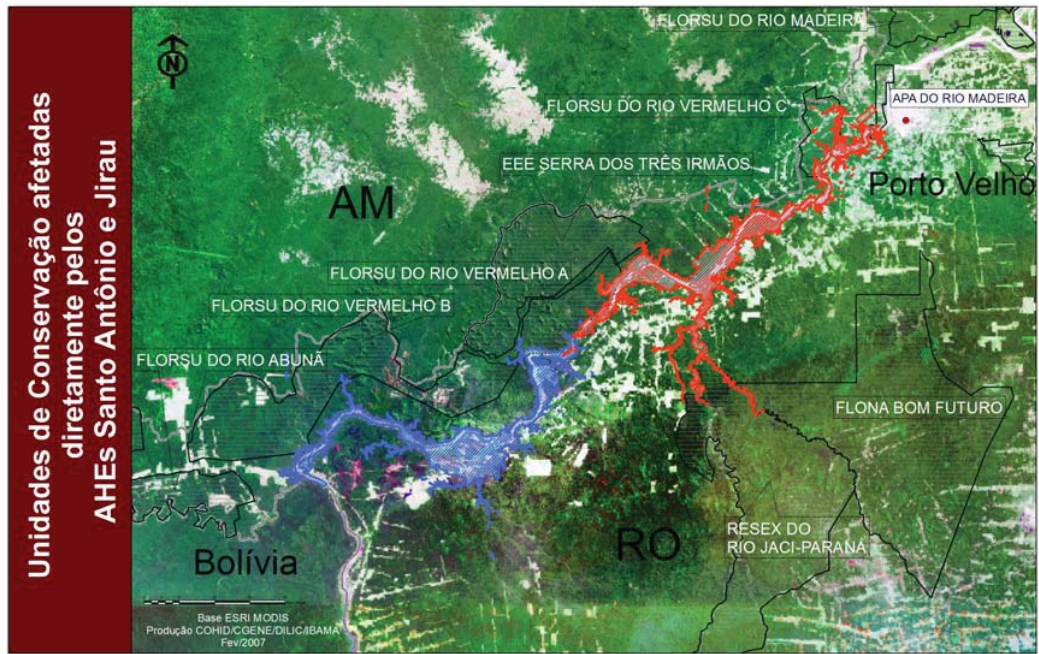 Unidades de Conservação afetadas
diretamente pelos
AHEs Santo Antônio e Jirau
N
FLORSU DO RIO MADEIRA
FLORSU DO RIO VERMELHO C
APA DO RIO MADEIRA
EEE SERRA DOS TRÊS IRMÃOS
Porto Velho
AM
FLORSU DO RIO VERMELHO A
FLORSU DO RIO VERMELHO B
FLORSU DO RIO ABUNÃ
FLONA BOM FUTURO
RESEX DO
RIO JACI-PARANÁ
RO
Bolívia
Base ESRI MODIS
Produção COHID/CGENE/DILIC/IBAMA
Fev/2007